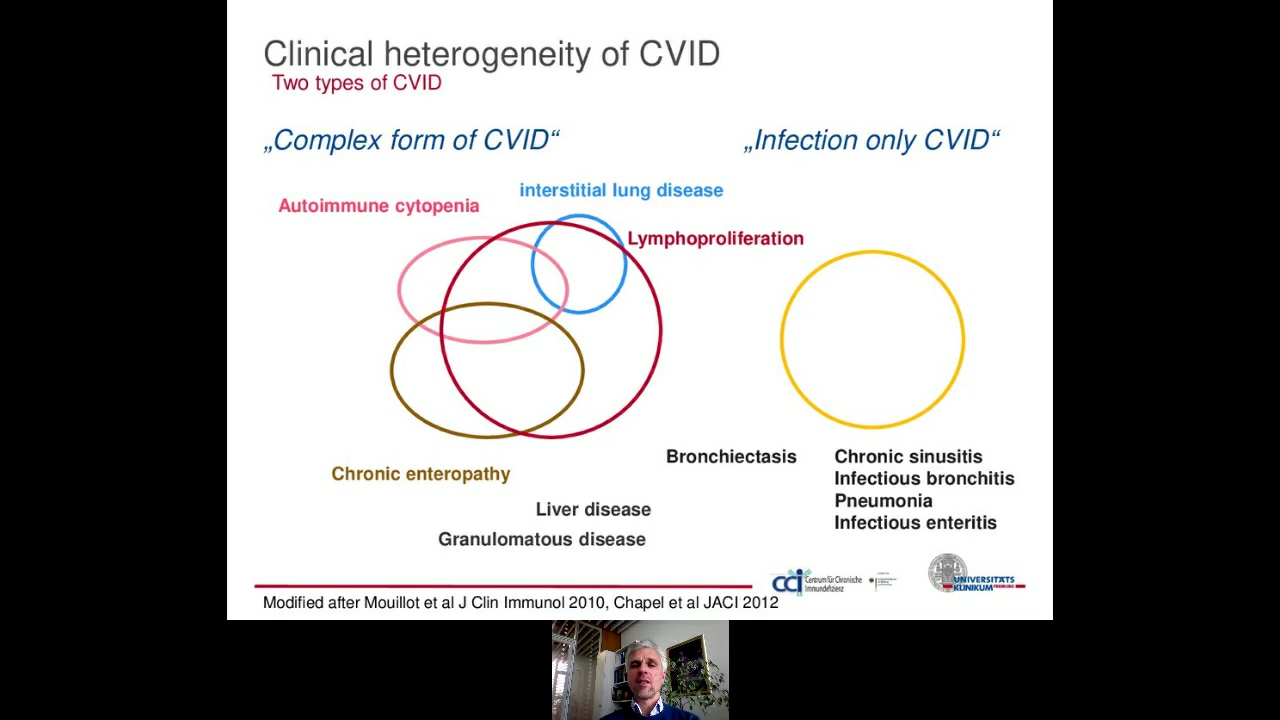 Clinical heterogeneity of CVID
Two types of CVID
„Complex form of CVID“
„Infection only CVID“
interstitial lung disease
Autoimmune cytopenia
Lymphoproliferation
Bronchiectasis
Chronic sinusitis
Infectious bronchitis
Pneumonia
Infectious enteritis
Chronic enteropathy
Liver disease
Granulomatous disease
cci
Centrum für Chronische
Immundefizienz
UNIVERSITÄTS
KLINIKUM FREIBURG
Modified after Mouillot et al J Clin Immunol 2010, Chapel et al JACI 2012